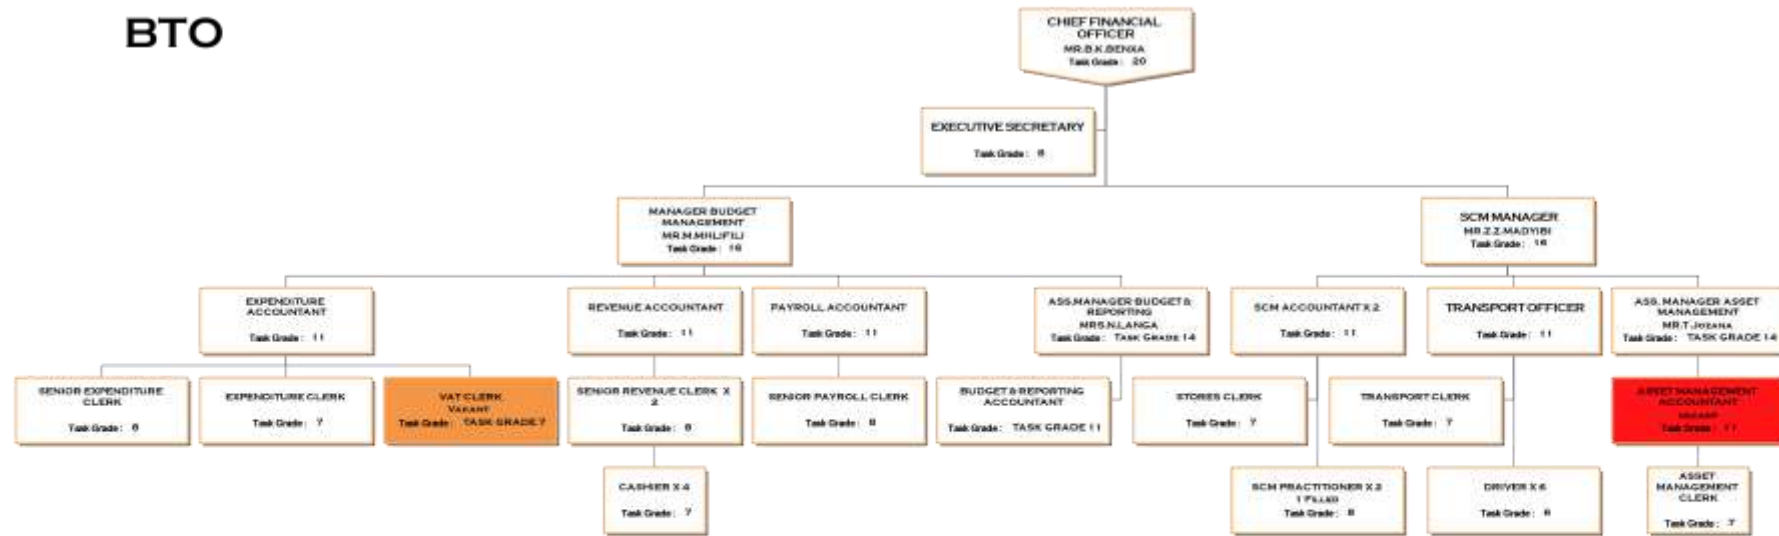 BTO
CHIEF FINANCIAL
OFFICER
MR.B.K.BENXA
Task Grade : 20
EXECUTIVE SECRETARY
Task Grade : 8
MANAGER BUDGET
MANAGEMENT
MR.M.MHLIFILI
Task Grade : 16
SCM MANAGER
MR.Z.Z.MADYIBI
Task Grade : 16
EXPENDITURE
ACCOUNTANT
Task Grade : 11
REVENUE ACCOUNTANT
Task Grade : 11
PAYROLL ACCOUNTANT
Task Grade : 11
ASS.MANAGER BUDGET &
REPORTING
MRS.N.LANGA
Task Grade : TASK GRADE 14
SCM ACCOUNTANT X 2
Task Grade : 11
TRANSPORT OFFICER
Task Grade : 11
ASS. MANAGER ASSET
MANAGEMENT
MR.T.JOZANA
Task Grade : TASK GRADE 14
SENIOR EXPENDITURE
CLERK
Task Grade : 8
EXPENDITURE CLERK
Task Grade : 7
VAT CLERK
VACANT
Task Grade : TASK GRADE 7
SENIOR REVENUE CLERK X
2
Task Grade : 8
SENIOR PAYROLL CLERK
Task Grade : 8
BUDGET & REPORTING
ACCOUNTANT
Task Grade : TASK GRADE 11
STORES CLERK
Task Grade : 7
TRANSPORT CLERK
Task Grade : 7
ASSET MANAGEMENT
ACCOUNTANT
VACANT
Task Grade : 11
CASHIER X 4
Task Grade : 7
SCM PRACTITIONER X 2
1 FILLED
Task Grade : 8
DRIVER X 6
Task Grade : 6
ASSET
MANAGEMENT
CLERK
Task Grade : 7